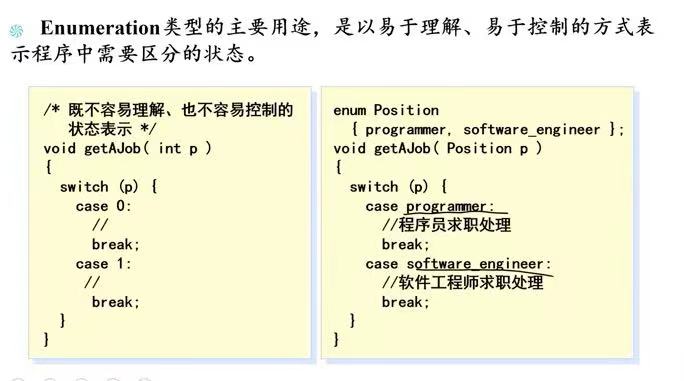 Enumeration类型的主要用途，是以易于理解、易于控制的方式表
示程序中需要区分的状态。
/* 既不容易理解、也不容易控制的
状态表示 */
void getAJob( int p )
{
switch (p) {
case 0:
//
break;
case 1:
//
break;
}
}
enum Position
{ programmer, software_engineer };
void getAJob( Position p )
{
switch (p) {
case programmer:
//程序员求职处理
break;
case software_engineer:
//软件工程师求职处理
break;
}
}